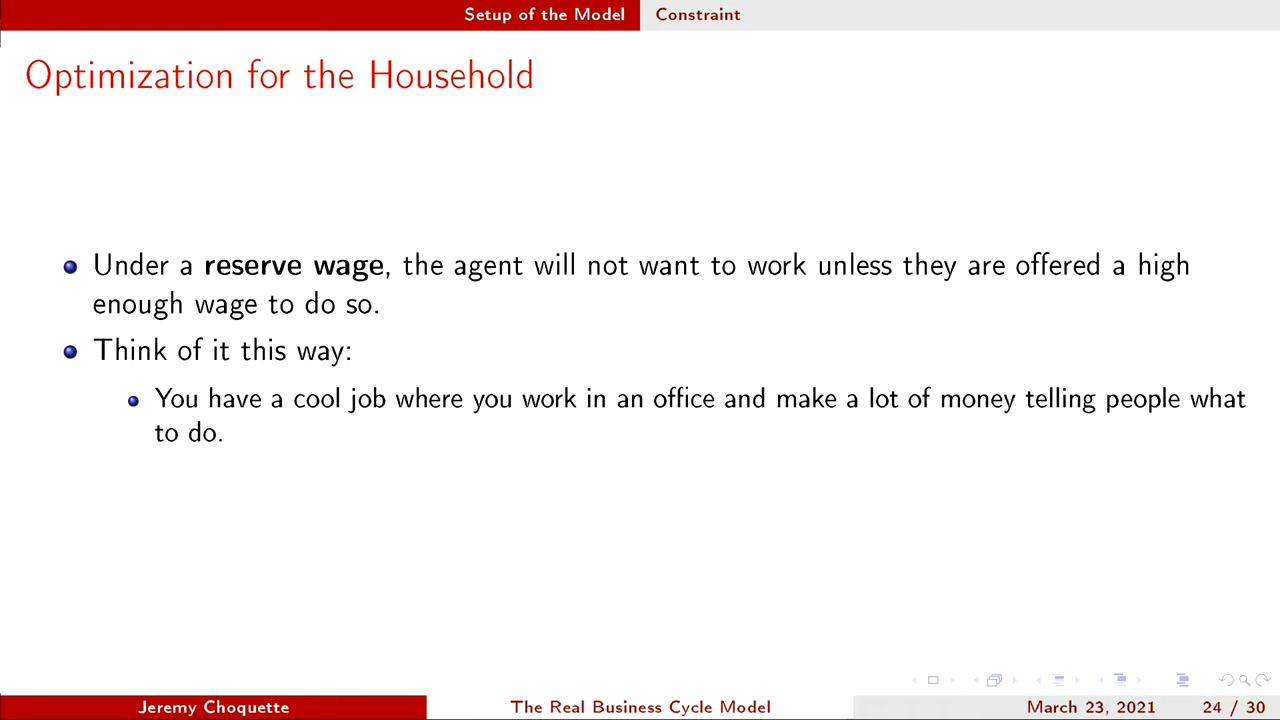 Setup of the Model Constraint
Optimization for the Household
Under a reserve wage, the agent will not want to work unless they are offered a high
enough wage to do so.
Think of it this way:
You have a cool job where you work in an office and make a lot of money telling people what
to do.
Jeremy Choquette The Real Business Cycle Model March 23, 2021 24 / 30